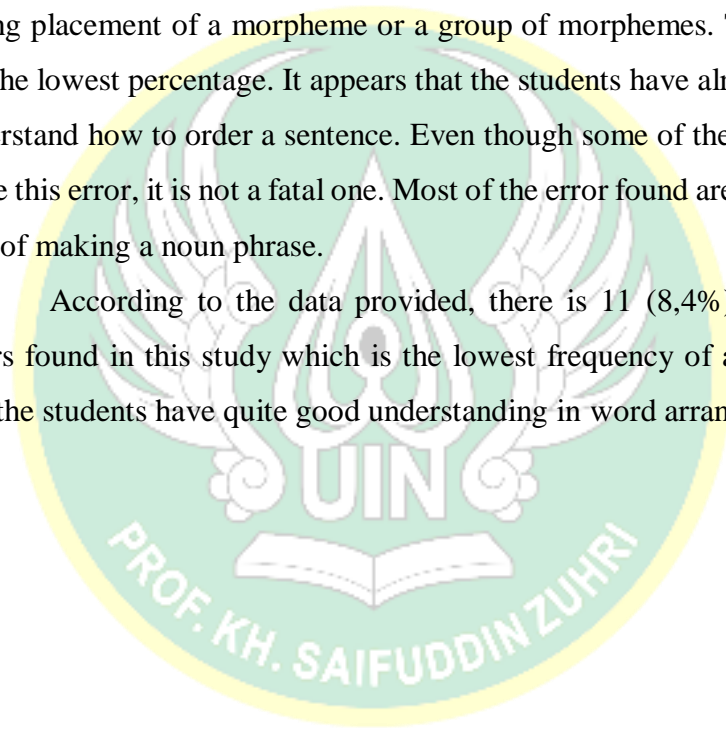 ng placement of a morpheme or a group of morphemes.
he lowest percentage. It appears that the students have
rstand how to order a sentence. Even though some of the
this error, it is not a fatal one. Most of the error found are
of making a noun phrase.
According to the data provided, there is 11 (8,4%)
found in this study which is the lowest frequency of
the students have quite good understanding in word
UIN
PROF. KH. SAIFUDDIN ZUHRI